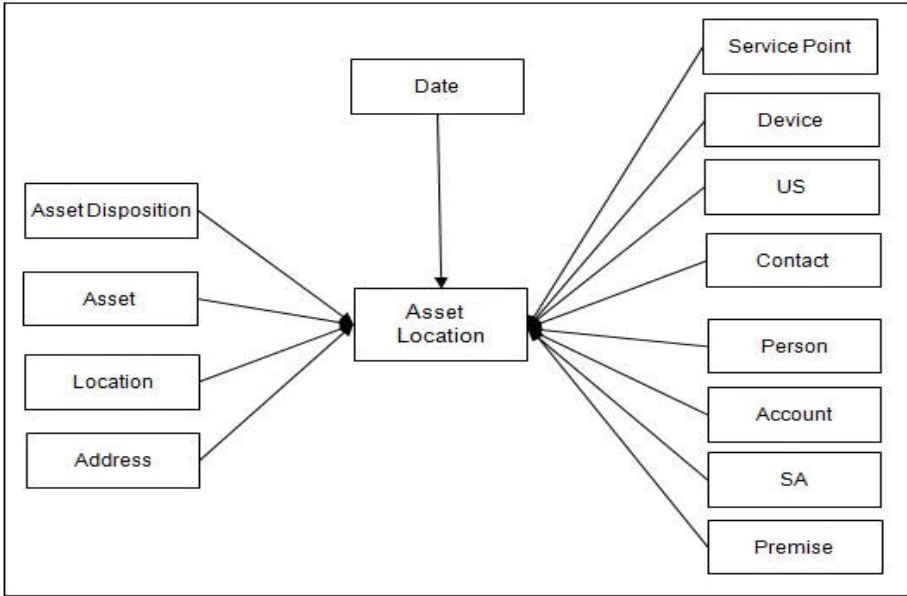 Date
Asset Disposition
Asset
Location
Address
Asset
Location
Service Point
Device
US
Contact
Person
Account
SA
Premise